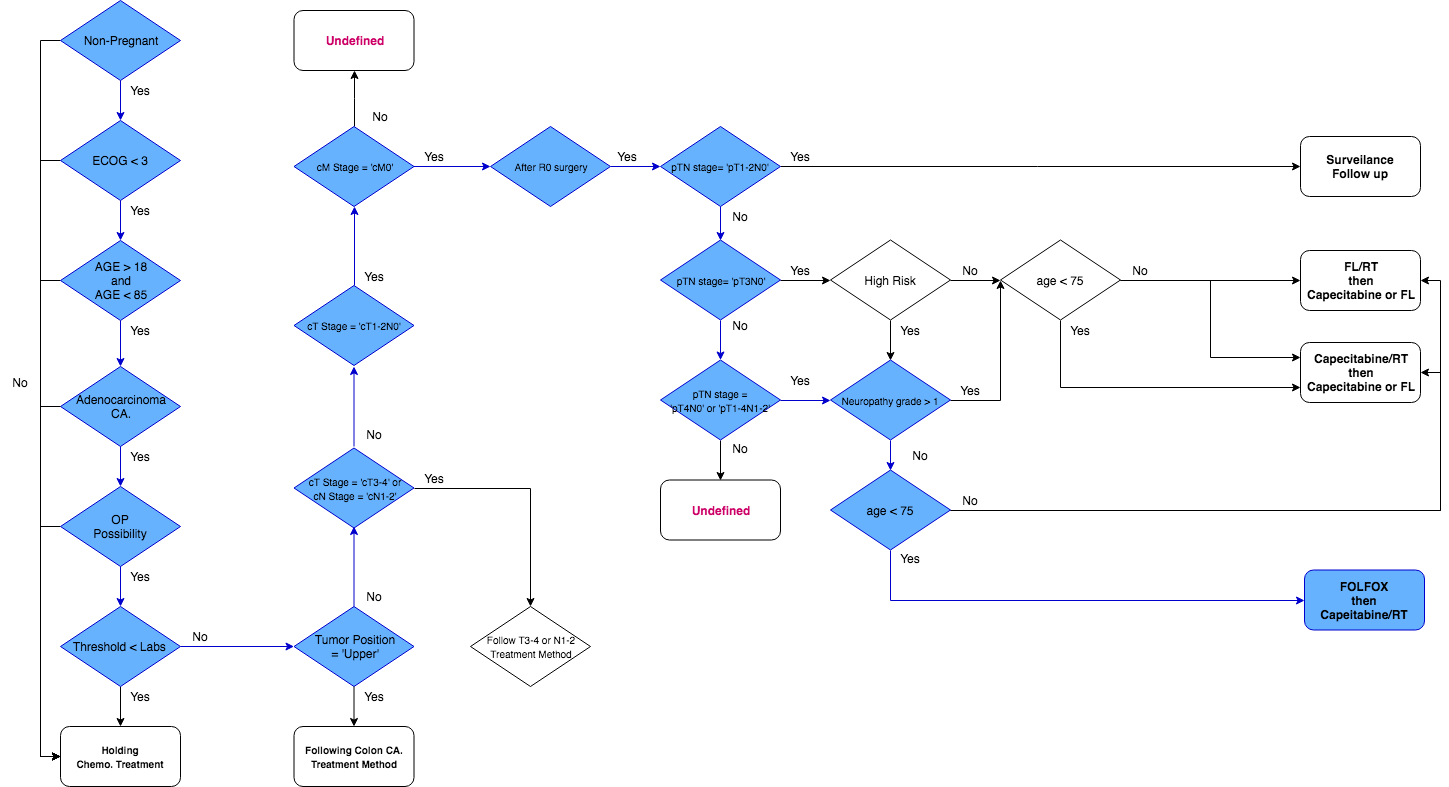 Non-Pregnant
Yes
ECOG < 3
Yes
AGE > 18
and
AGE < 85
Yes
No
Adenocarcinoma
CA.
Yes
OP
Possibility
Yes
Threshold < Labs
No
Yes
Holding
Chemo. Treatment
Undefined
No
cM Stage = 'cM0'
Yes
Yes
cT Stage = 'cT1-2N0'
No
cT Stage = 'cT3-4' or
cN Stage = 'cN1-2'
Yes
No
Tumor Position
= 'Upper'
Yes
Following Colon CA.
Treatment Method
Follow T3-4 or N1-2
Treatment Method
After R0 surgery
Yes
pTN stage= 'pT1-2N0'
Yes
No
Surveilance
Follow up
pTN stage= 'pT3N0'
Yes
No
High Risk
No
Yes
age < 75
No
Yes
FL/RT
then
Capecitabine or FL
Capecitabine/RT
then
Capecitabine or FL
pTN stage =
'pT4N0' or 'pT1-4N1-2'
Yes
No
Undefined
Neuropathy grade > 1
Yes
No
age < 75
No
Yes
FOLFOX
then
Capeitabine/RT